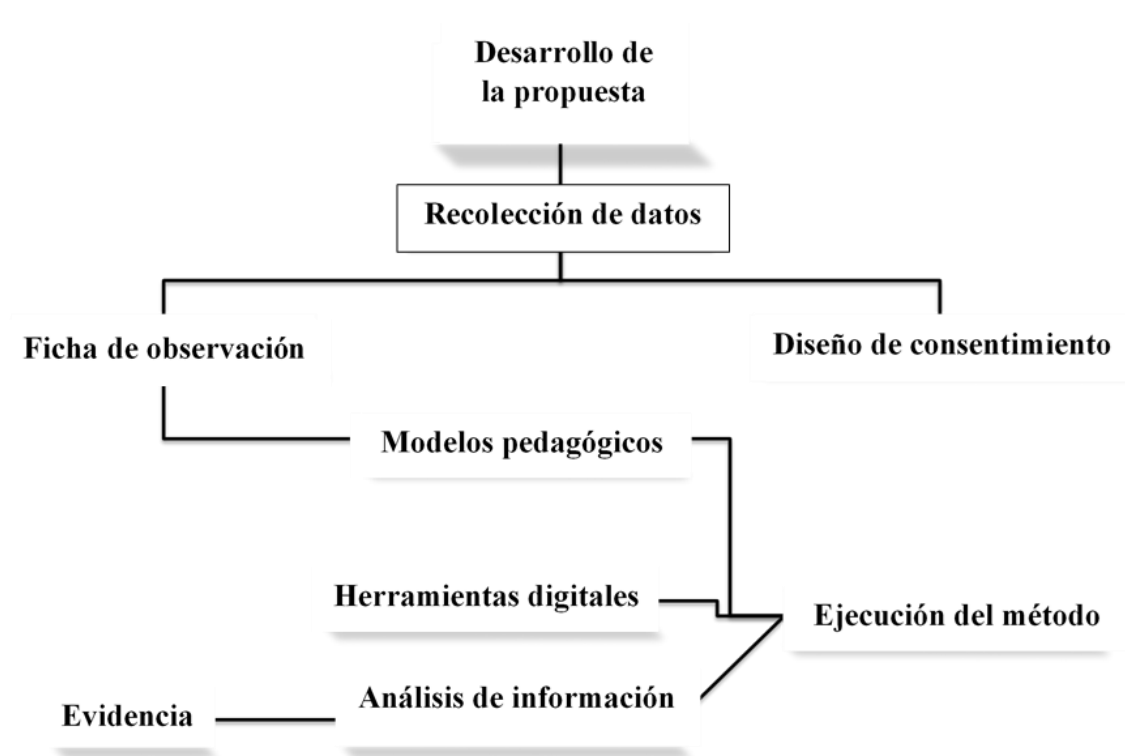 Desarrollo de
la propuesta
Recolección de datos
Ficha de observación
Diseño de consentimiento
Modelos pedagógicos
Herramientas digitales
Ejecución del método
Análisis de información
Evidencia